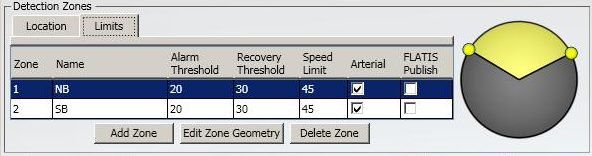 Detection Zones
Location Limits
Zone Name Alarm Threshold Recovery Threshold Speed Limit Arterial FLATIS Publish
1 NB 20 30 45
2 SB 20 30 45
Add Zone Edit Zone Geometry Delete Zone